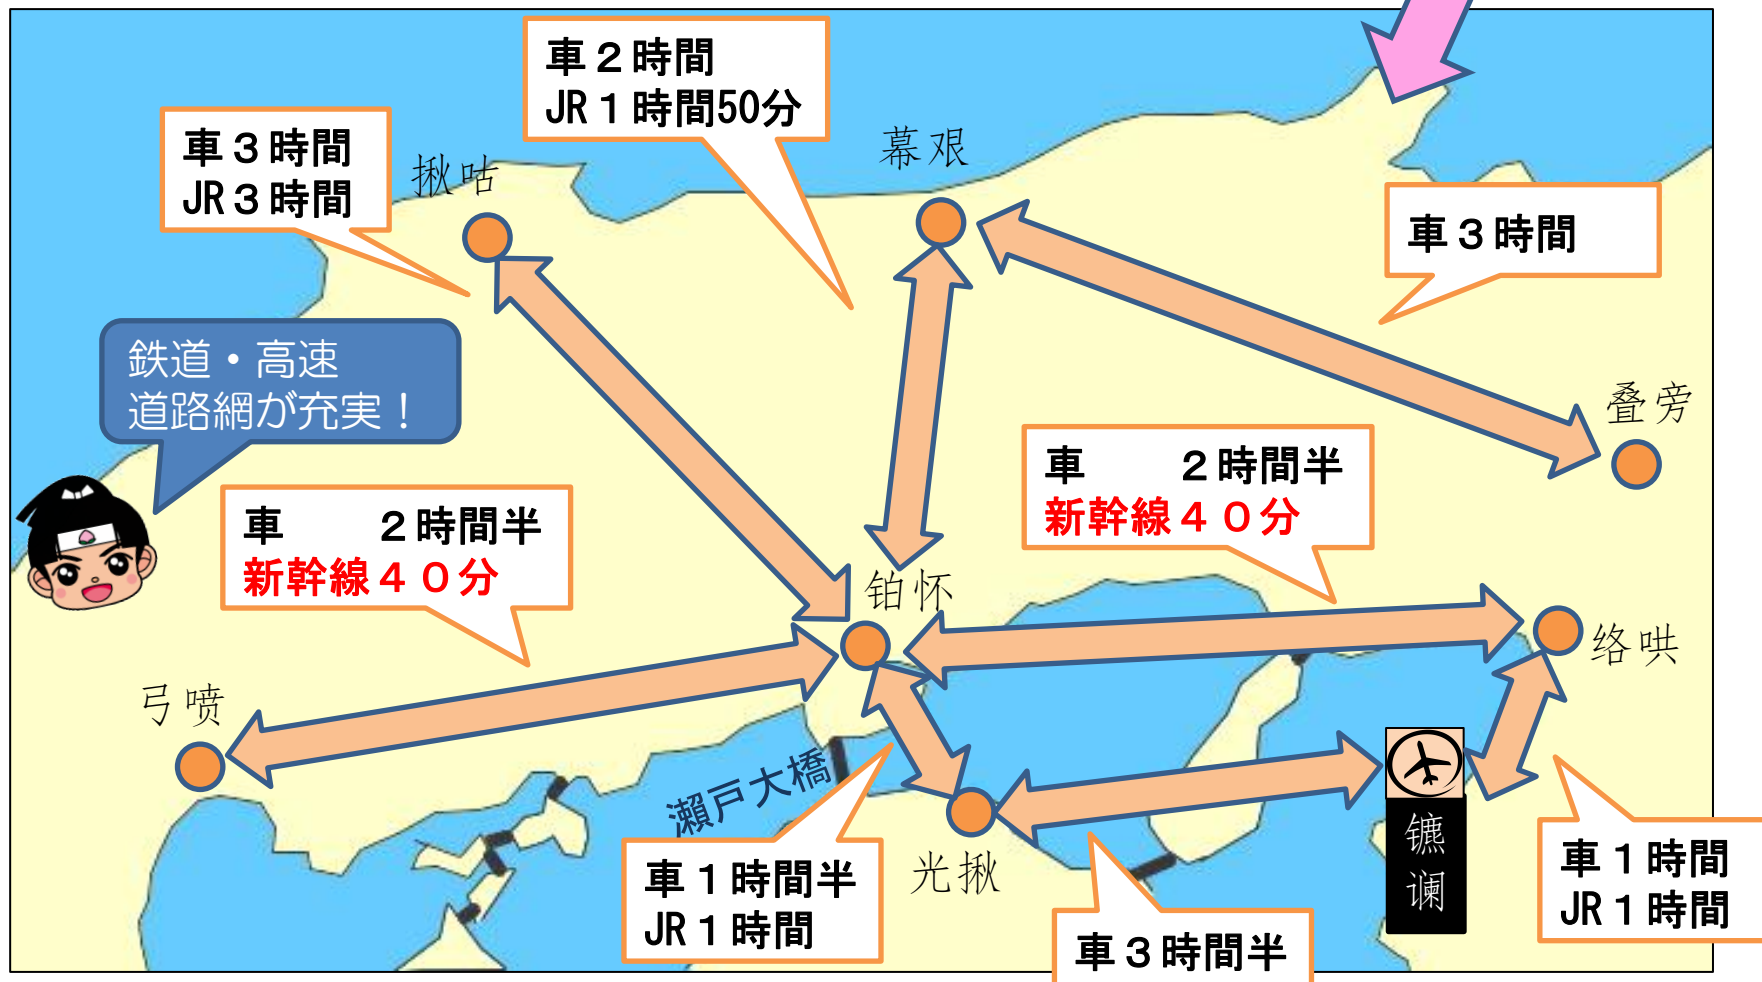 車２時間
JR１時間50分
車３時間
JR３時間
揪咕
幕艰
車３時間
鉄道・高速
道路網が充実！
叠旁
車　　２時間半
新幹線４０分
車　　２時間半
新幹線４０分
铂怀
络哄
弓喷
瀬戸大橋
光揪
镳
谰
車１時間半
JR１時間
車１時間
JR１時間
車３時間半